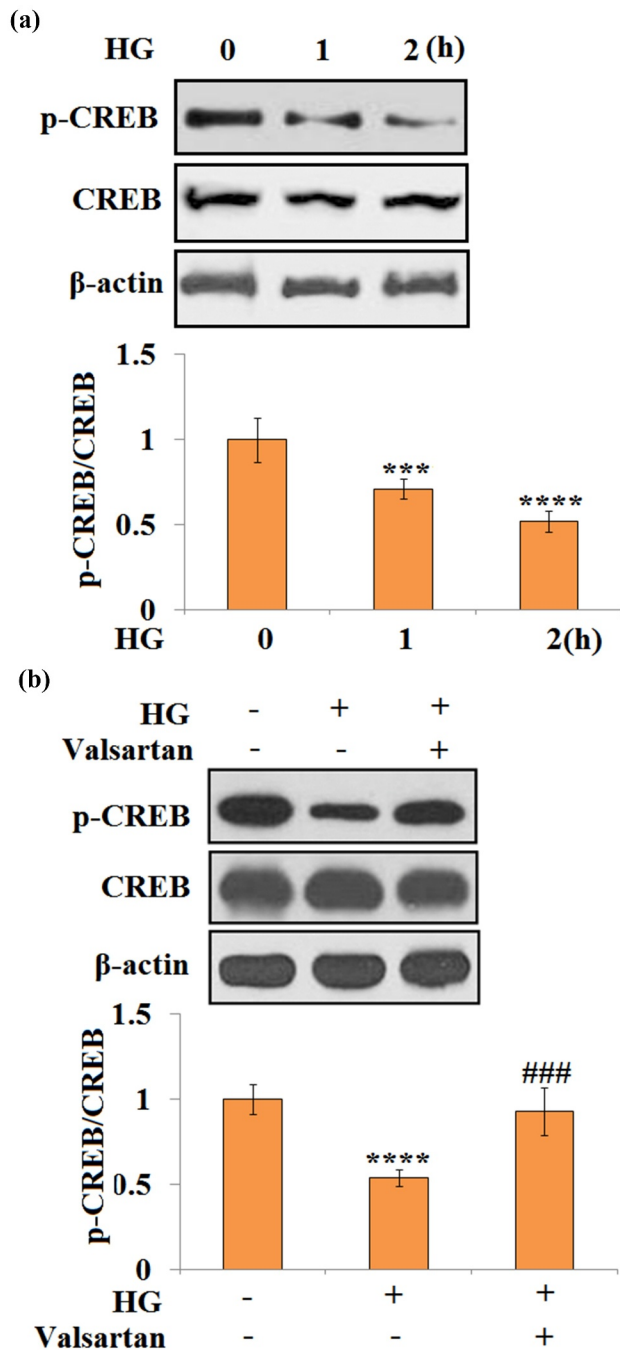 (a)
HG 0 1 2 (h)
p-CREB
CREB
β-actin
p-CREB/CREB
1.5
1
0.5
0
***
****
HG 0 1 2(h)
(b)
HG - + +
Valsartan - - +
p-CREB
CREB
β-actin
p-CREB/CREB
1.5
1
0.5
0
****
###
HG - + +
Valsartan - - +